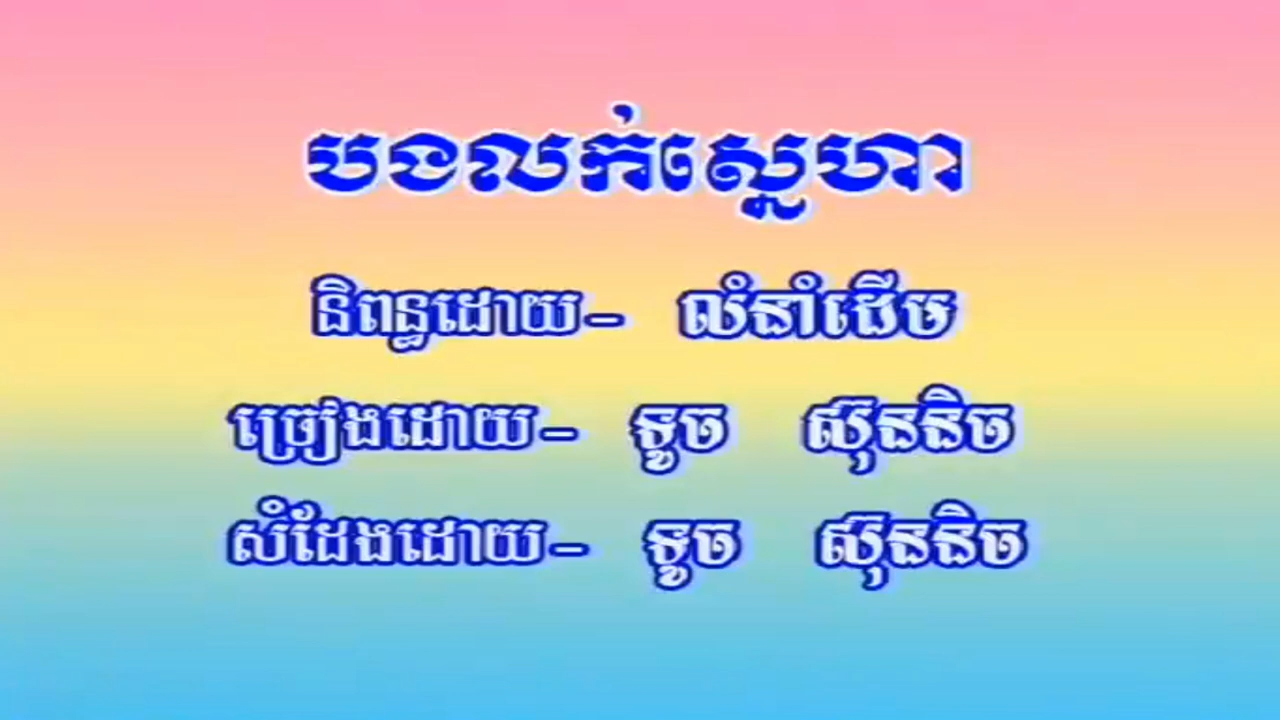 បងលក់ស្នេហា
និពន្ធដោយ- លំនាំដើម
ច្រៀងដោយ- ទូច ស៊ុននិច
សំដែងដោយ- ទូច ស៊ុននិច